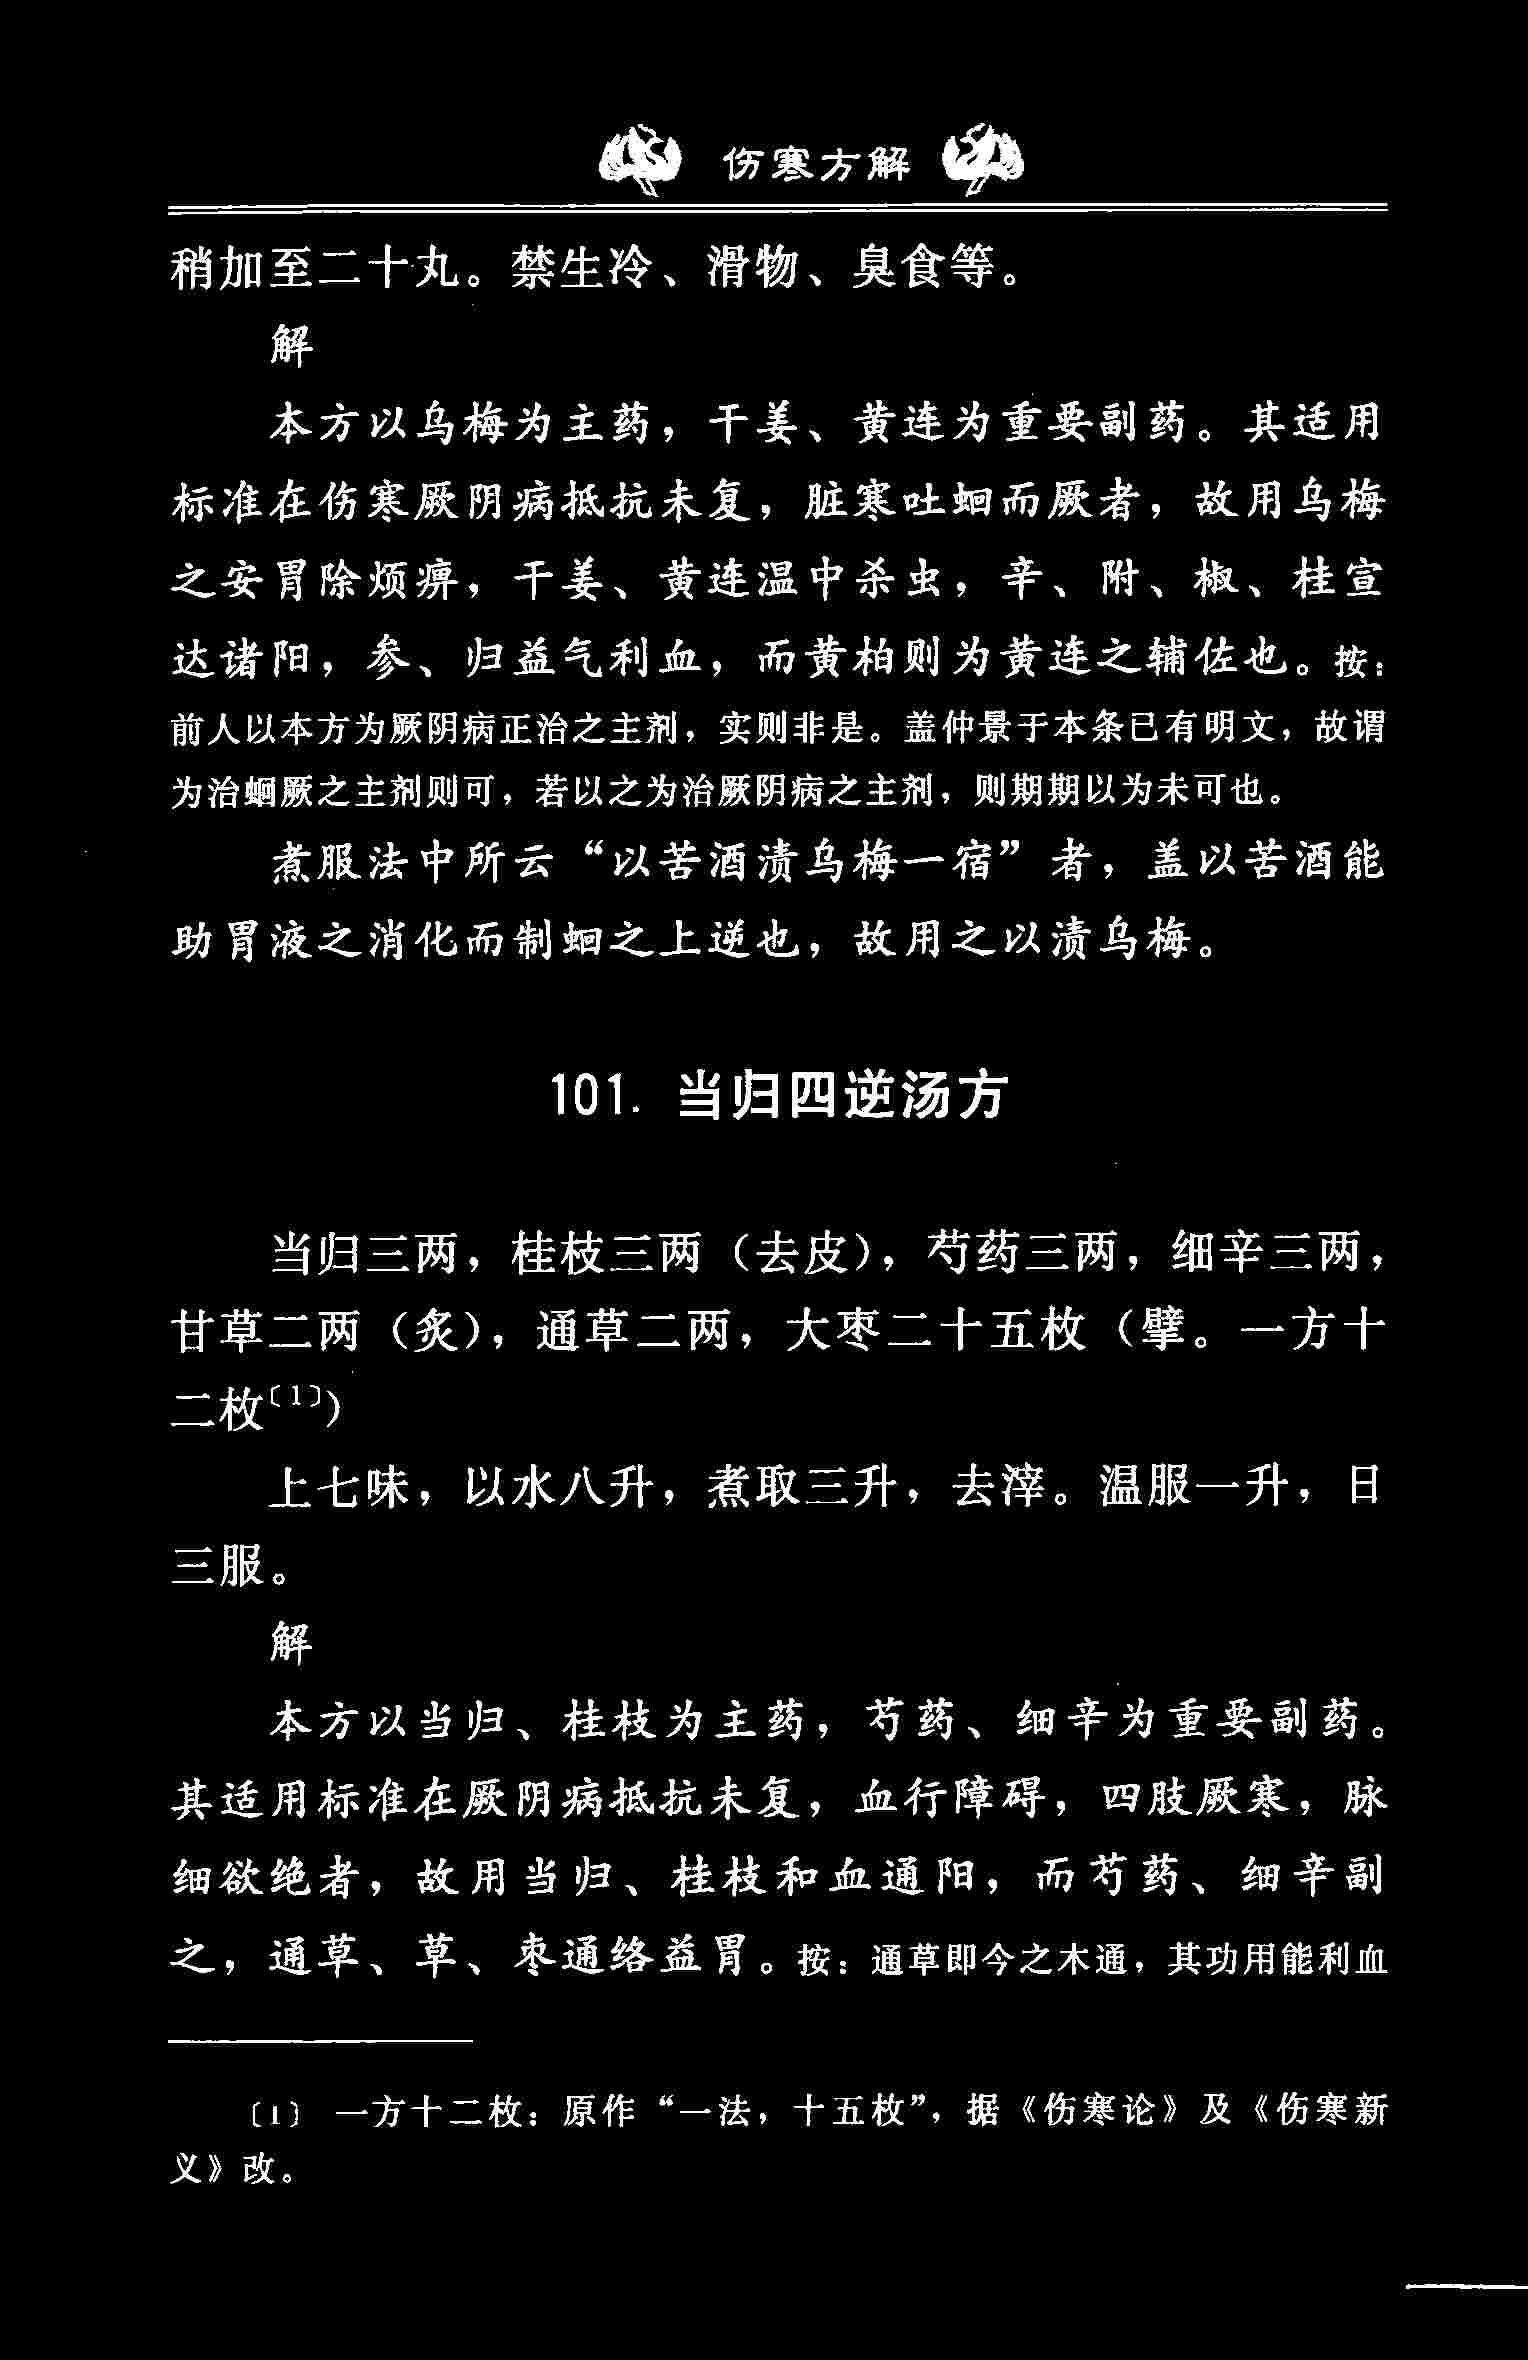 伤寒方解
稍加至二十丸。禁生冷、滑物、臭食等。
解
本方以乌梅为主药，干姜、黄连为重要副药。其适用
标准在伤寒厥阴病抵抗未复，脏寒吐蛔而厥者，故用乌梅
之安胃除烦痹，干姜、黄连温中杀虫，辛、附、椒、桂宣
达诸阳，参、归益气利血，而黄柏则为黄连之辅佐也。按：
前人以本方为厥阴病正治之主剂，实则非是。盖仲景于本条已有明文，故谓
为治蛔厥之主剂则可，若以之为治厥阴病之主剂，则期期以为未可也。
煮服法中所云“以苦酒渍乌梅一宿”者，盖以苦酒能
助胃液之消化而制蛔之上逆也，故用之以渍乌梅。
101. 当归四逆汤方
当归三两，桂枝三两（去皮），芍药三两，细辛三两，
甘草二两（炙），通草二两，大枣二十五枚（擘。一方十
二枚〔1〕）
上七味，以水八升，煮取三升，去滓。温服一升，日
三服。
解
本方以当归、桂枝为主药，芍药、细辛为重要副药。
其适用标准在厥阴病抵抗未复，血行障碍，四肢厥寒，脉
细欲绝者，故用当归、桂枝和血通阳，而芍药、细辛副
之，通草、草、枣通络益胃。按：通草即今之木通，其功用能利血
〔1〕 一方十二枚：原作“一法，十五枚”，据《伤寒论》及《伤寒新
义》改。